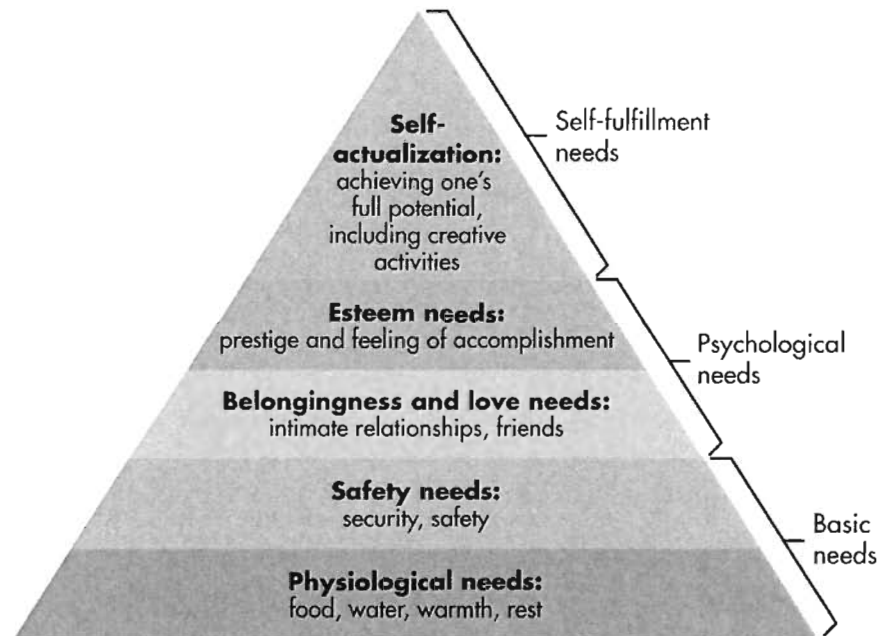 Self-
actualization:
achieving one's
full potential,
including creative
activities
Self-fulfillment
needs
Esteem needs:
prestige and feeling of accomplishment
Psychological
needs
Belongingness and love needs:
intimate relationships, friends
Safety needs:
security, safety
Basic
needs
Physiological needs:
food, water, warmth, rest